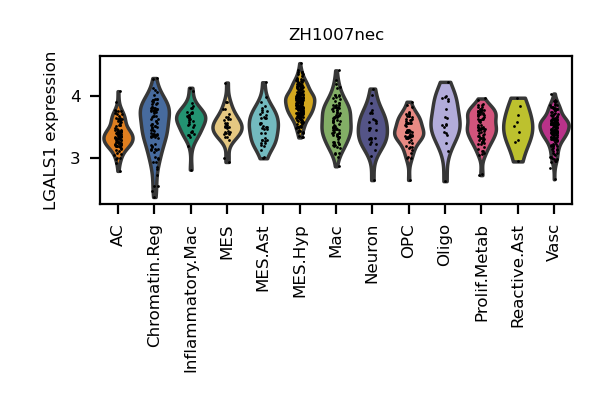 ZH1007nec
LGALS1 expression
4
3
AC
Chromatin.Reg
Inflammatory.Mac
MES
MES.Ast
MES.Hyp
Mac
Neuron
OPC
Oligo
Prolif.Metab
Reactive.Ast
Vasc